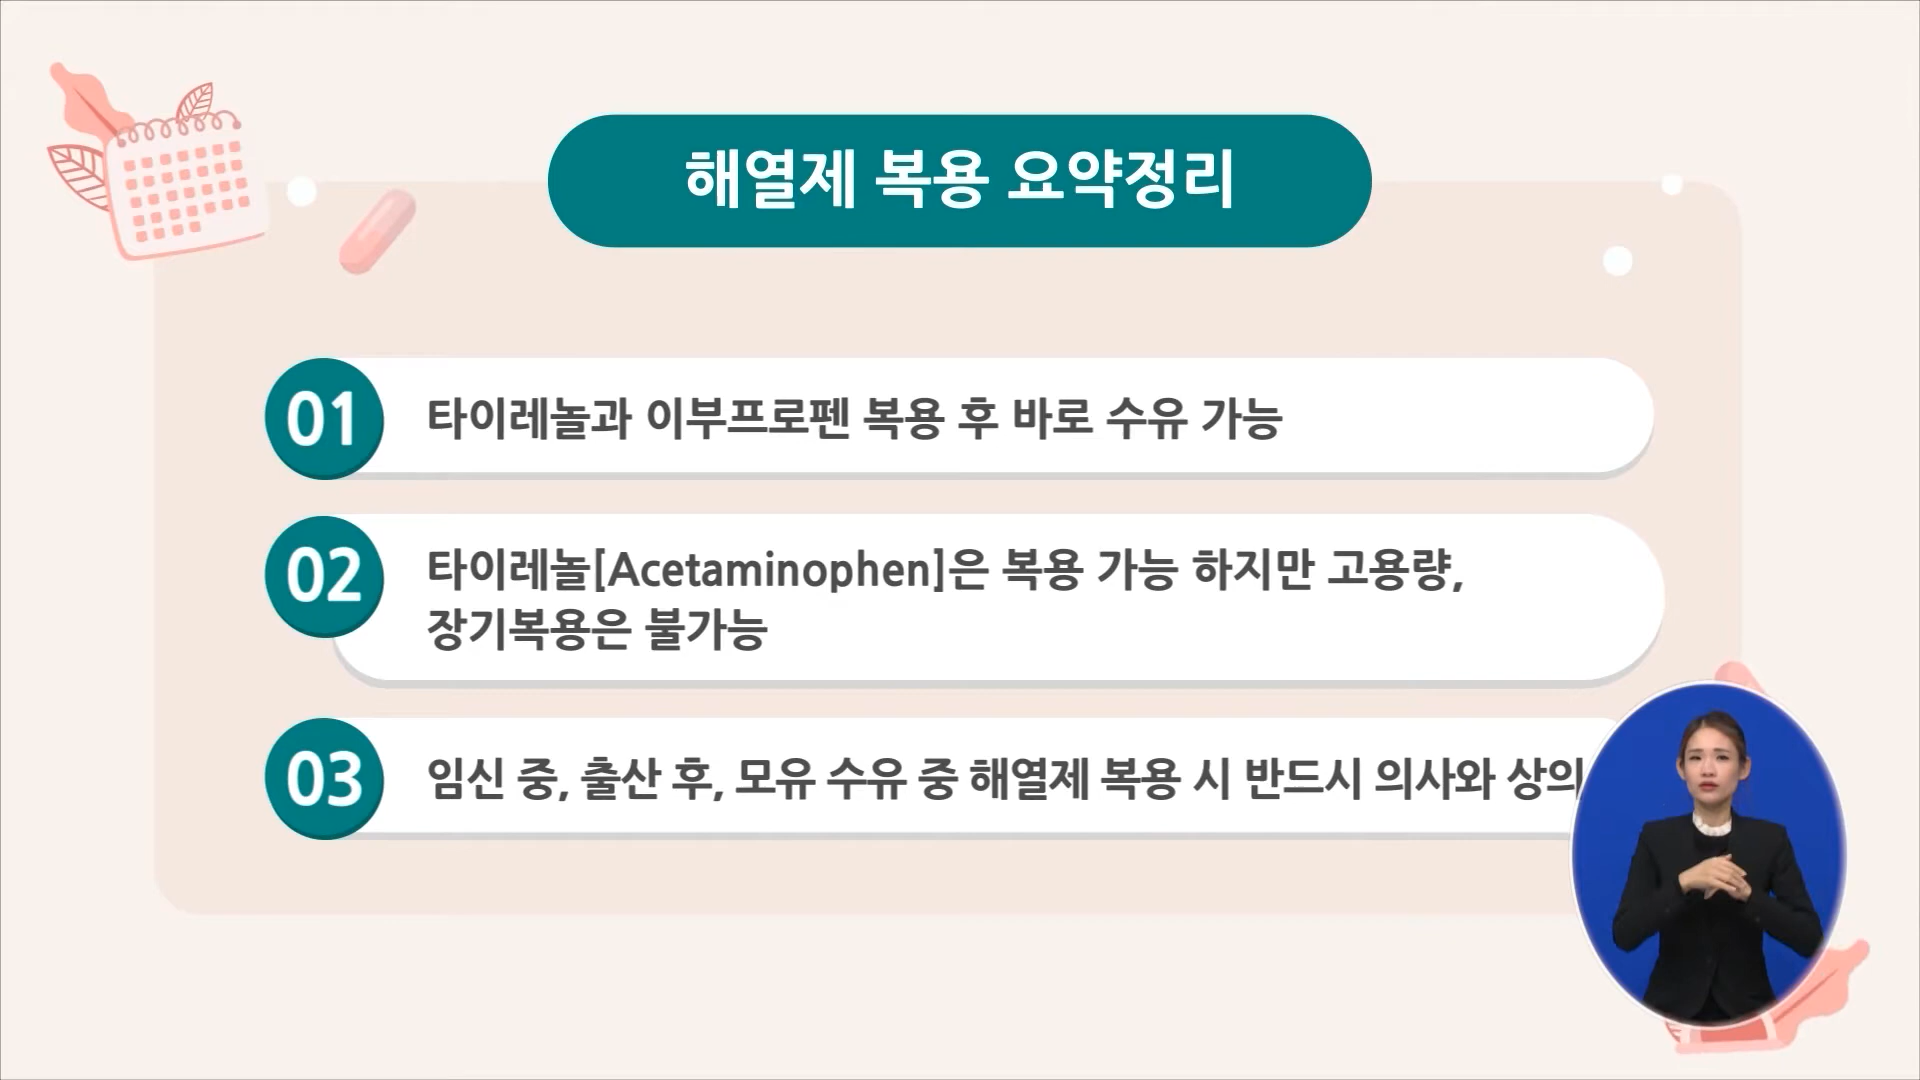 해열제 복용 요약정리
01 타이레놀과 이부프로펜 복용 후 바로 수유 가능
02 타이레놀[Acetaminophen]은 복용 가능 하지만 고용량,
장기복용은 불가능
03 임신 중, 출산 후, 모유 수유 중 해열제 복용 시 반드시 의사와 상의